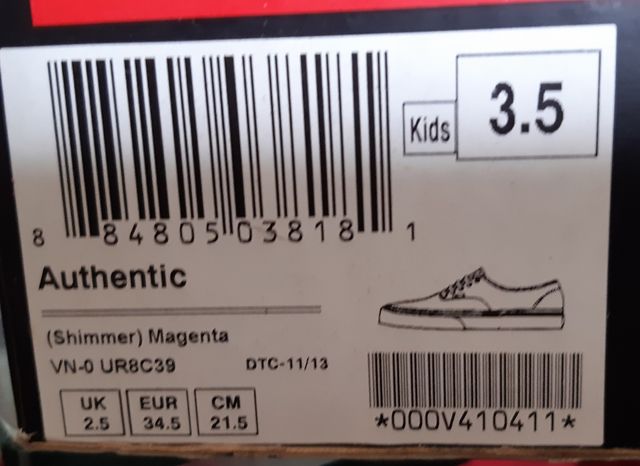 Kids 3.5
8 84805 03818 1
Authentic
(Shimmer) Magenta
VN-0 UR8C39 DTC-11/13
UK EUR CM
2.5 34.5 21.5
*000V410411*